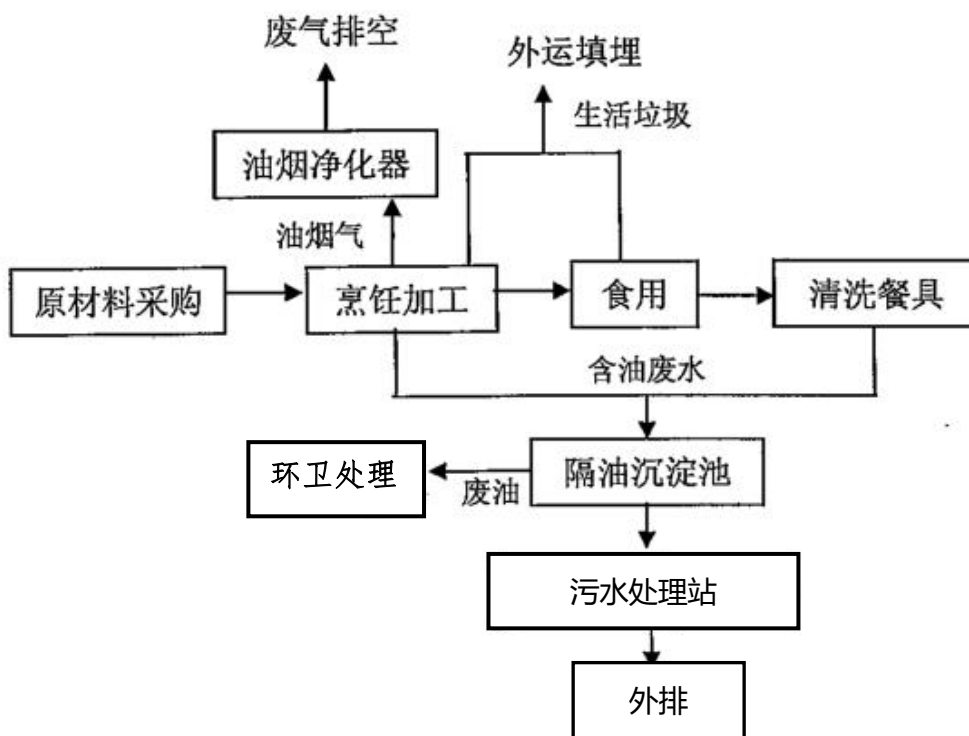 废气排空
外运填埋
生活垃圾
油烟净化器
油烟气
原材料采购
烹饪加工
食用
清洗餐具
含油废水
环卫处理
废油
隔油沉淀池
污水处理站
外排